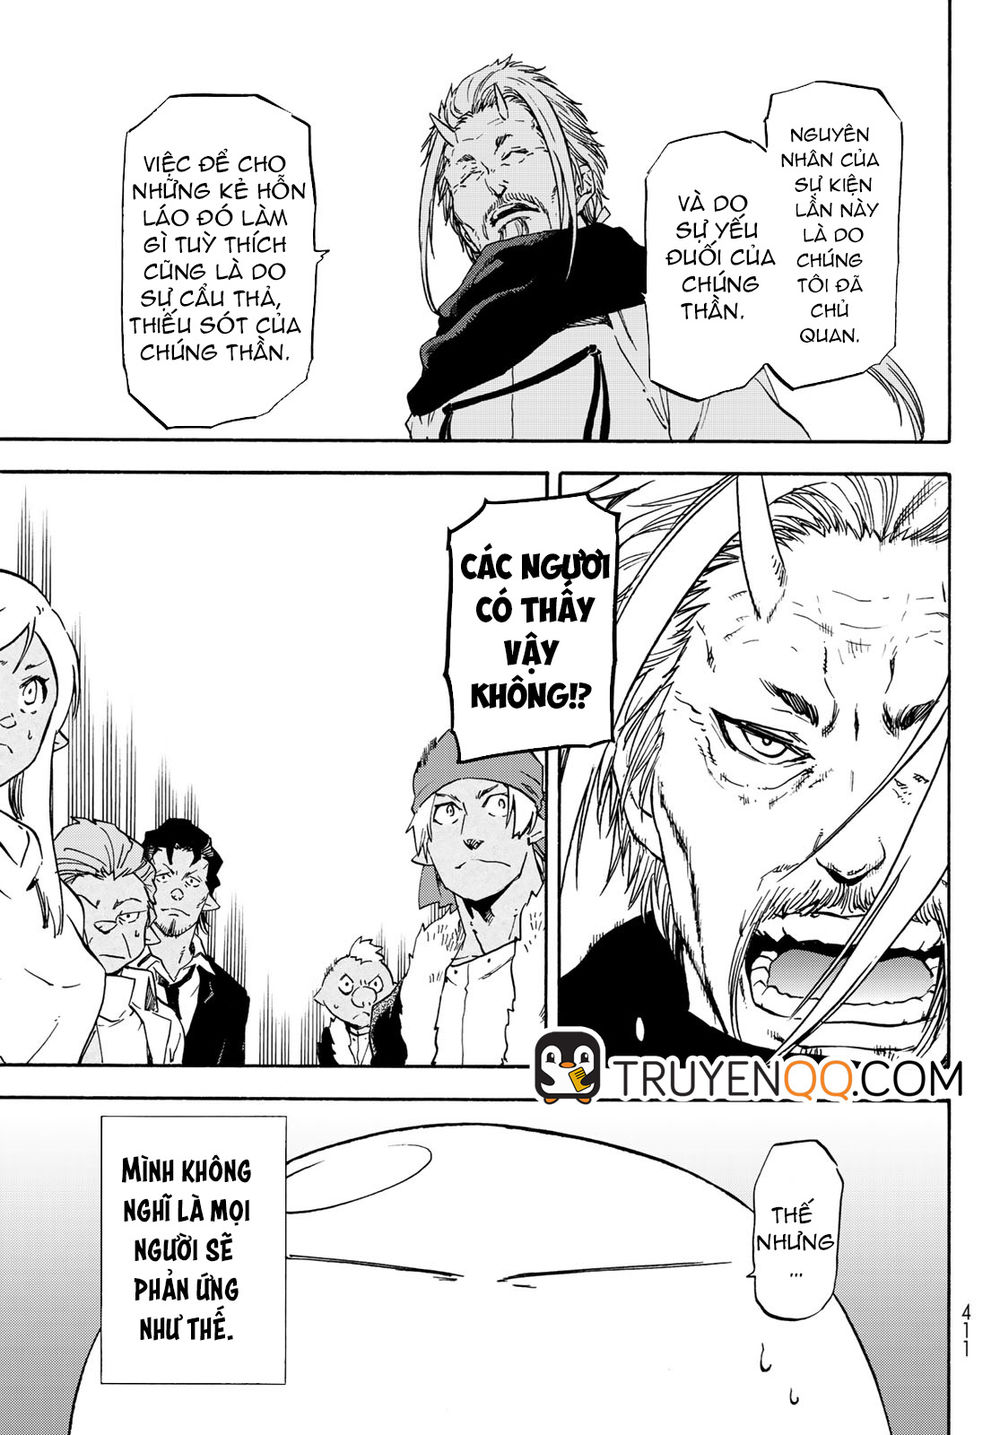 NGUYÊN
NHÂN CỦA
SỰ KIỆN
LẦN NÀY
LÀ DO
CHÚNG
TÔI ĐÃ
CHỦ
QUAN.
VÀ DO
SỰ YẾU
ĐUỐI CỦA
CHÚNG
THẦN.
VIỆC ĐỂ CHO
NHỮNG KẺ HỖN
LÁO ĐÓ LÀM
GÌ TUỲ THÍCH
CŨNG LÀ DO
SỰ CẨU THẢ,
THIẾU SÓT CỦA
CHÚNG THẦN.
CÁC NGƯƠI
CÓ THẤY
VẬY
KHÔNG!?
TRUYENQQ.COM
THẾ
NHƯNG
...
MÌNH KHÔNG
NGHĨ LÀ MỌI
NGƯỜI SẼ
PHẢN ỨNG
NHƯ THẾ.
411